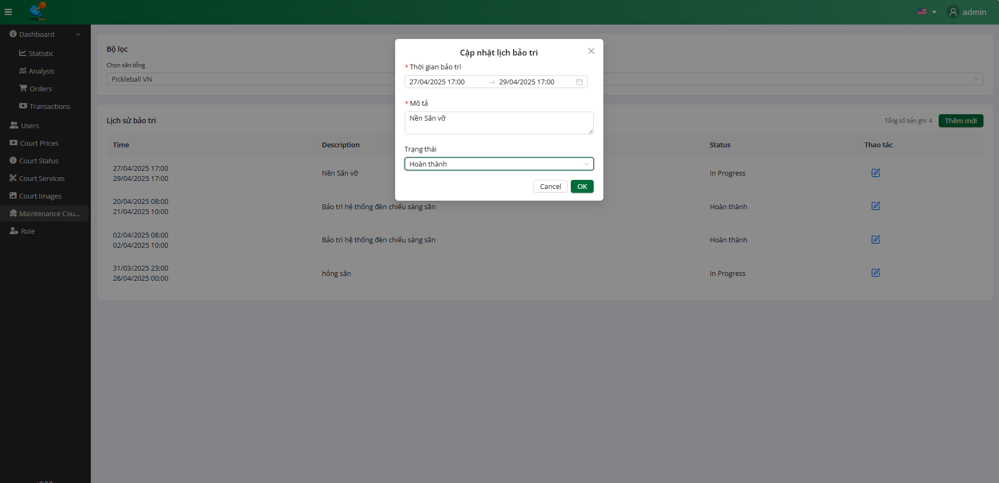 admin
Dashboard
Statistic
Analysis
Orders
Transactions
Users
Court Prices
Court Status
Court Services
Court Images
Maintenance Cou...
Role
Bộ lọc
Chọn sân tổng
Pickleball VN
Lịch sử bảo trì
Tổng số bản ghi: 4
Thêm mới
Time
Description
Status
Thao tác
27/04/2025 17:00
29/04/2025 17:00
Nền Sân vỡ
In Progress
20/04/2025 08:00
21/04/2025 10:00
Bảo trì hệ thống đèn chiếu sáng sân
Hoàn thành
02/04/2025 08:00
02/04/2025 10:00
Bảo trì hệ thống đèn chiếu sáng sân
Hoàn thành
31/03/2025 23:00
26/04/2025 00:00
hỏng sân
In Progress
Cập nhật lịch bảo trì
* Thời gian bảo trì
27/04/2025 17:00 → 29/04/2025 17:00
* Mô tả
Nền Sân vỡ
Trạng thái
Hoàn thành
Cancel
OK